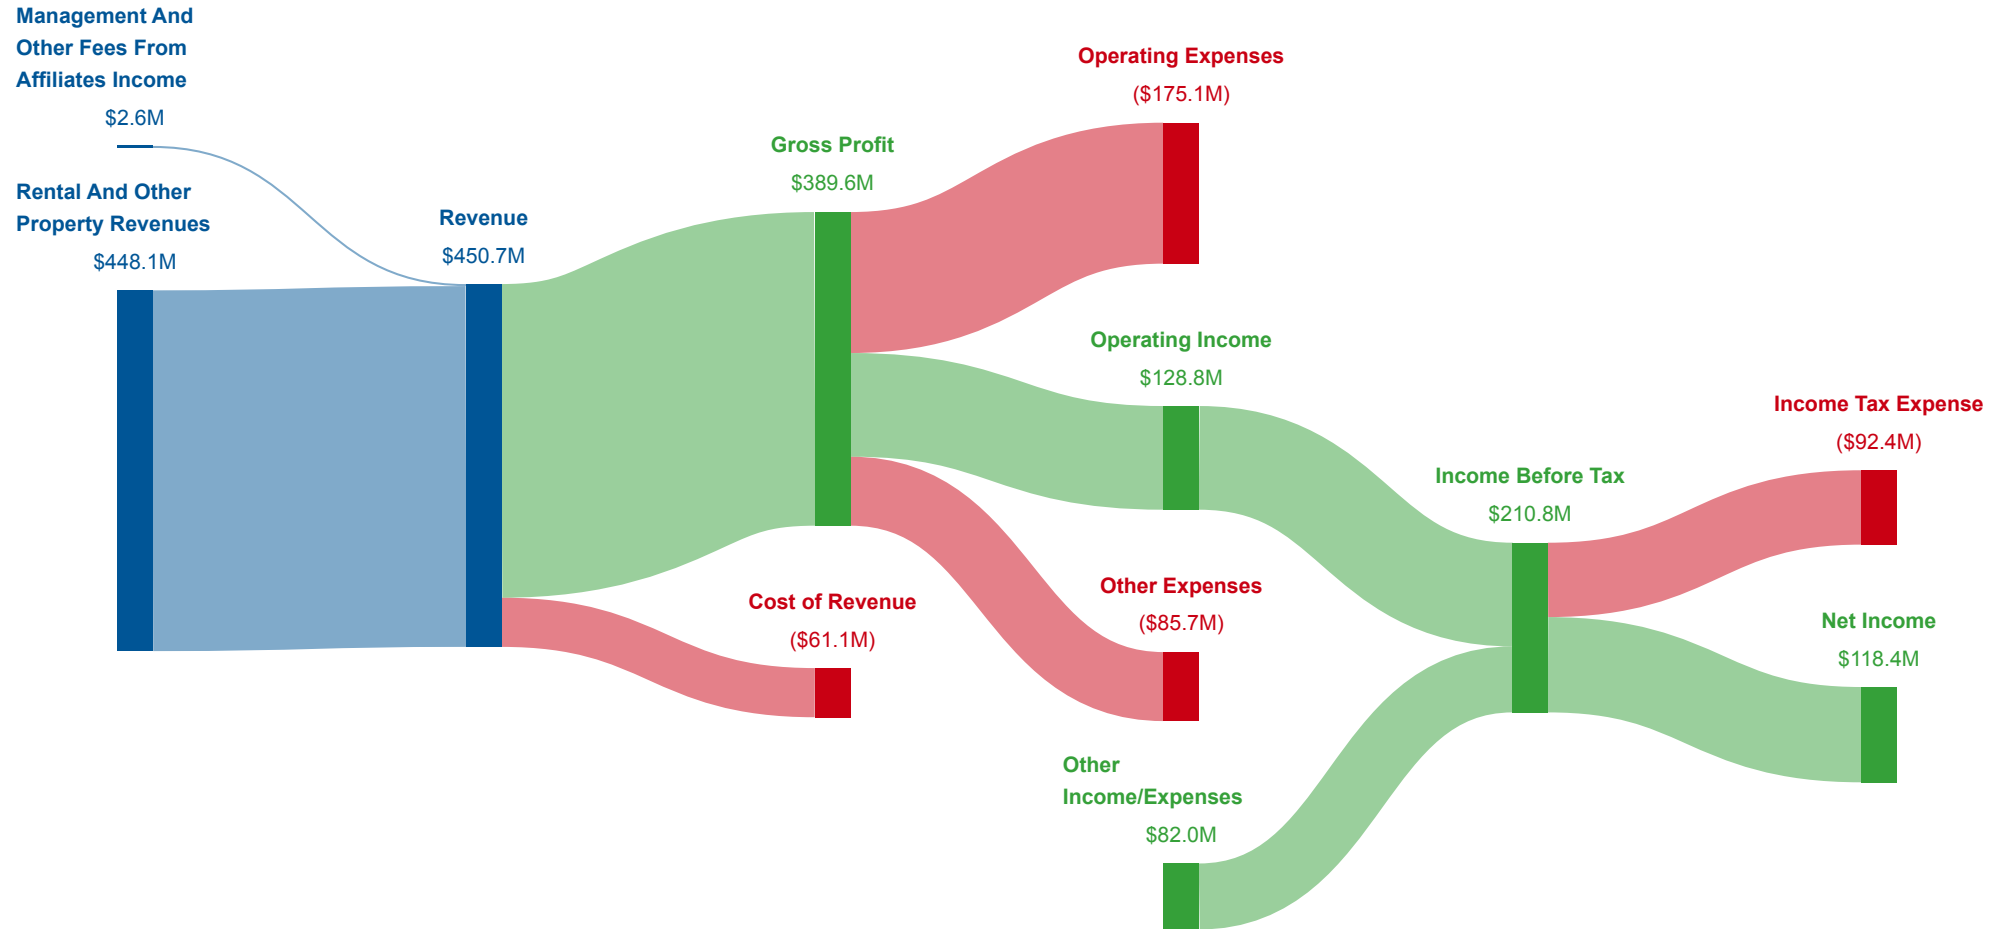 Management And
Other Fees From
Affiliates Income
$2.6M
Rental And Other
Property Revenues
$448.1M
Revenue
$450.7M
Gross Profit
$389.6M
Cost of Revenue
($61.1M)
Operating Expenses
($175.1M)
Operating Income
$128.8M
Other Expenses
($85.7M)
Other
Income/Expenses
$82.0M
Income Before Tax
$210.8M
Income Tax Expense
($92.4M)
Net Income
$118.4M